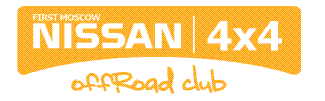 FIRST MOSCOW
NISSAN | 4x4
offRoad club